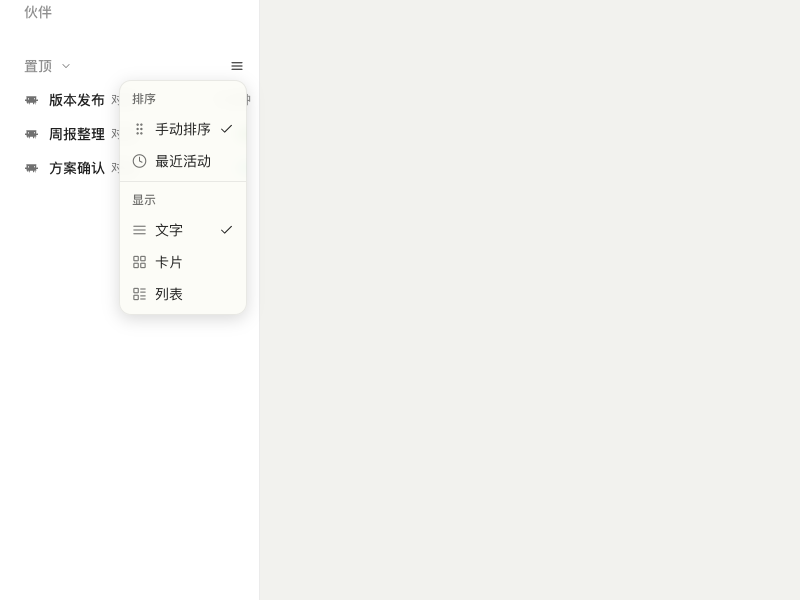 伙伴
置顶
版本发布
周报整理
方案确认
排序
手动排序
最近活动
显示
文字
卡片
列表